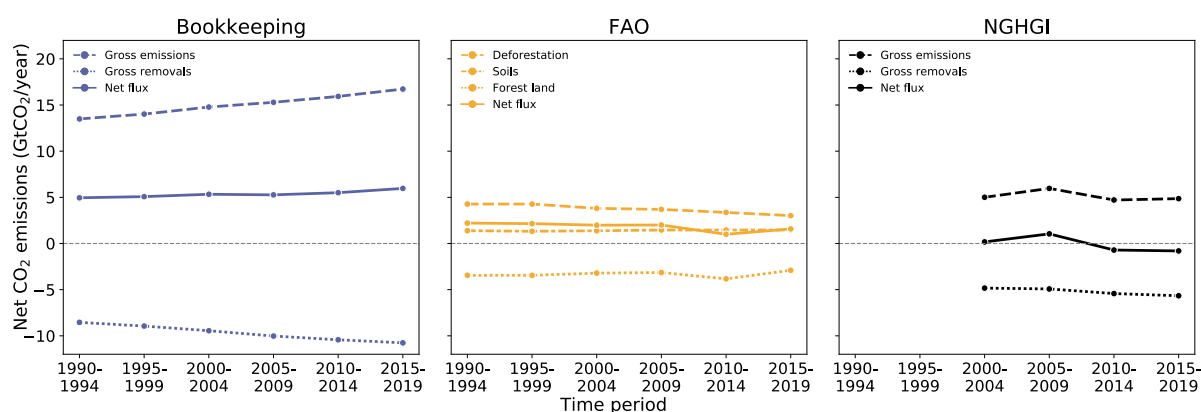 Bookkeeping
Net CO₂ emissions (GtCO₂/year)
20
15
10
5
0
−5
−10
Gross emissions
Gross removals
Net flux
1990-
1994
1995-
1999
2000-
2004
2005-
2009
2010-
2014
2015-
2019
FAO
Deforestation
Soils
Forest land
Net flux
1990-
1994
1995-
1999
2000-
2004
2005-
2009
2010-
2014
2015-
2019
Time period
NGHGI
Gross emissions
Gross removals
Net flux
1990-
1994
1995-
1999
2000-
2004
2005-
2009
2010-
2014
2015-
2019